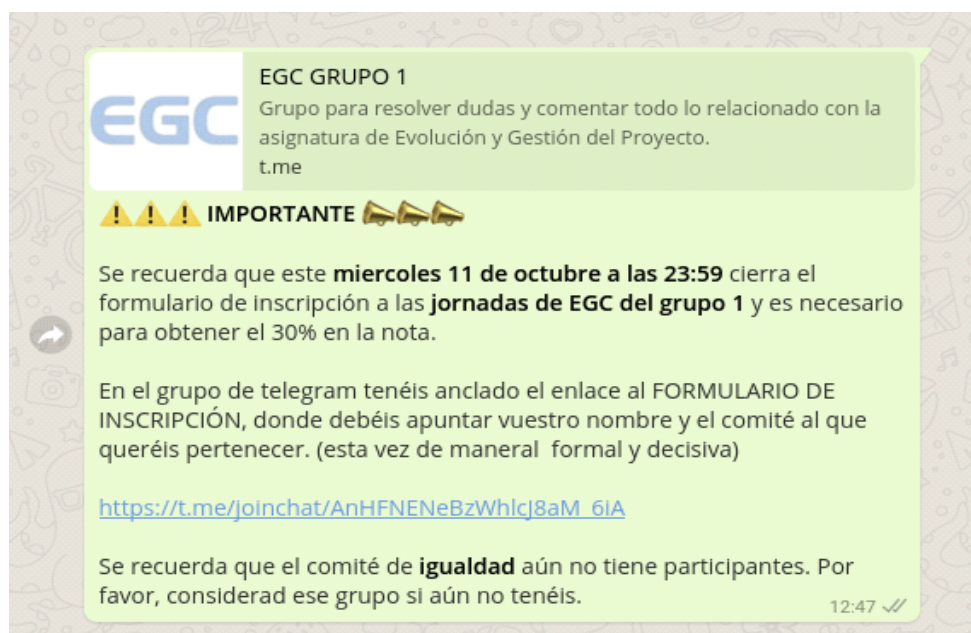 EGC GRUPO 1
EGC
Grupo para resolver dudas y comentar todo lo relacionado con la
asignatura de Evolución y Gestión del Proyecto.
t.me
IMPORTANTE
Se recuerda que este miercoles 11 de octubre a las 23:59 cierra el
formulario de inscripción a las jornadas de EGC del grupo 1 y es necesario
para obtener el 30% en la nota.
En el grupo de telegram tenéis anclado el enlace al FORMULARIO DE
INSCRIPCIÓN, donde debéis apuntar vuestro nombre y el comité al que
queréis pertenecer. (esta vez de maneral formal y decisiva)
https://t.me/joinchat/AnHFNENeBzWhlcJ8aM_6iA
Se recuerda que el comité de igualdad aún no tiene participantes. Por
favor, considerad ese grupo si aún no tenéis.
12:47